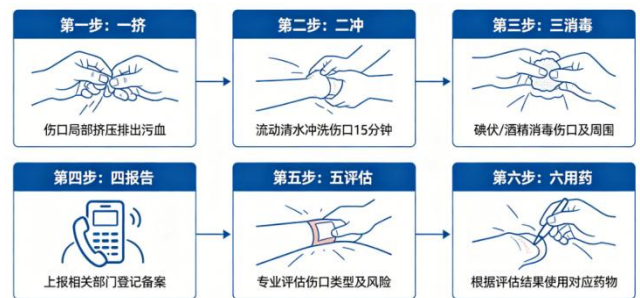 第一步：一挤
伤口局部挤压排出污血
第二步：二冲
流动清水冲洗伤口15分钟
第三步：三消毒
碘伏/酒精消毒伤口及周围
第四步：四报告
上报相关部门登记备案
第五步：五评估
专业评估伤口类型及风险
第六步：六用药
根据评估结果使用对应药物